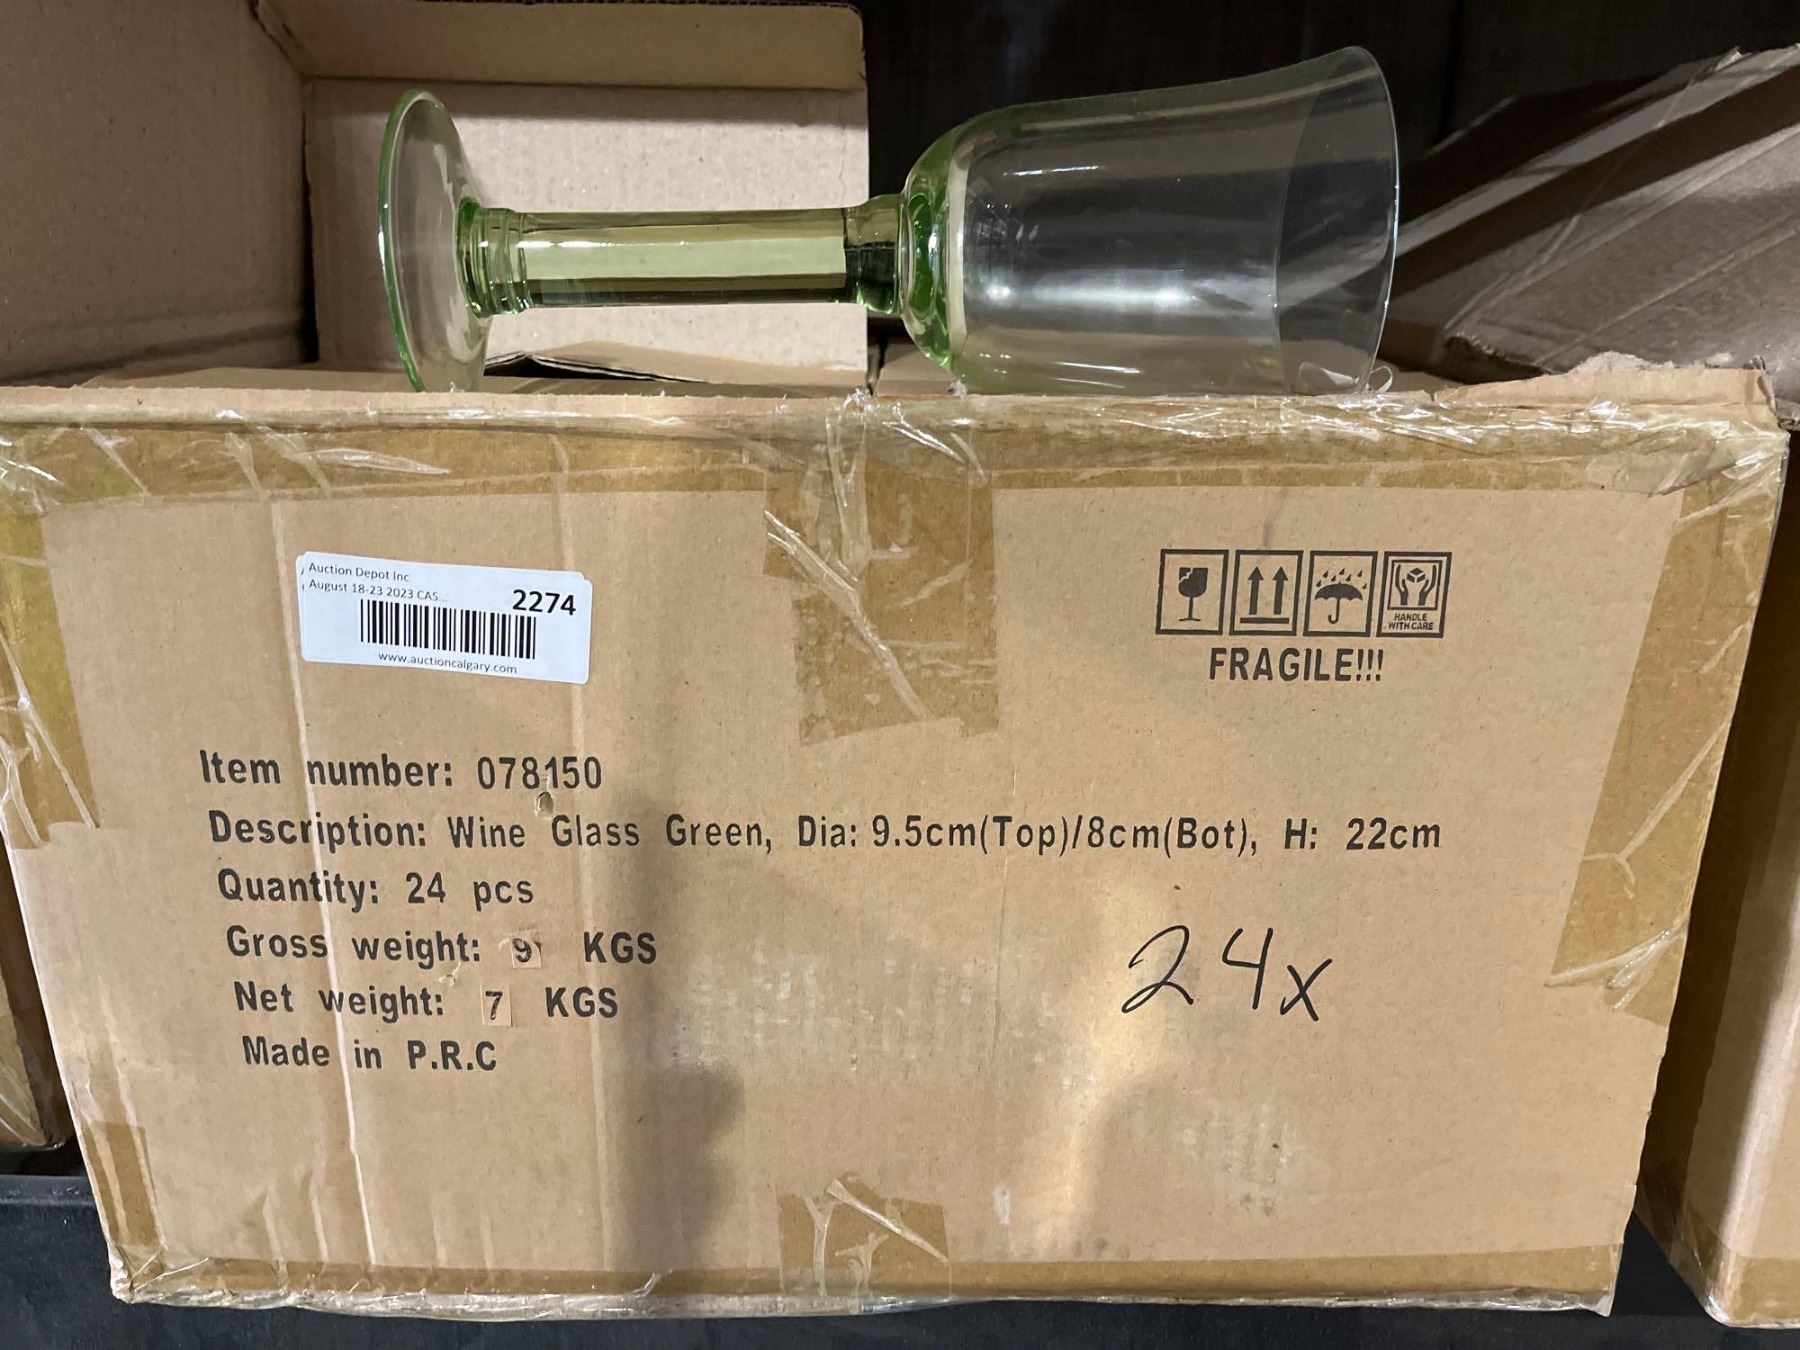 Auction Depot Inc
August 18-23 2023 CAS...
2274
www.auctioncalgary.com
HANDLE
WITH CARE
FRAGILE!!!
Item number: 078150
Description: Wine Glass Green, Dia: 9.5cm(Top)/8cm(Bot), H: 22cm
Quantity: 24 pcs
Gross weight: 9 KGS
Net weight: 7 KGS
Made in P.R.C
24x